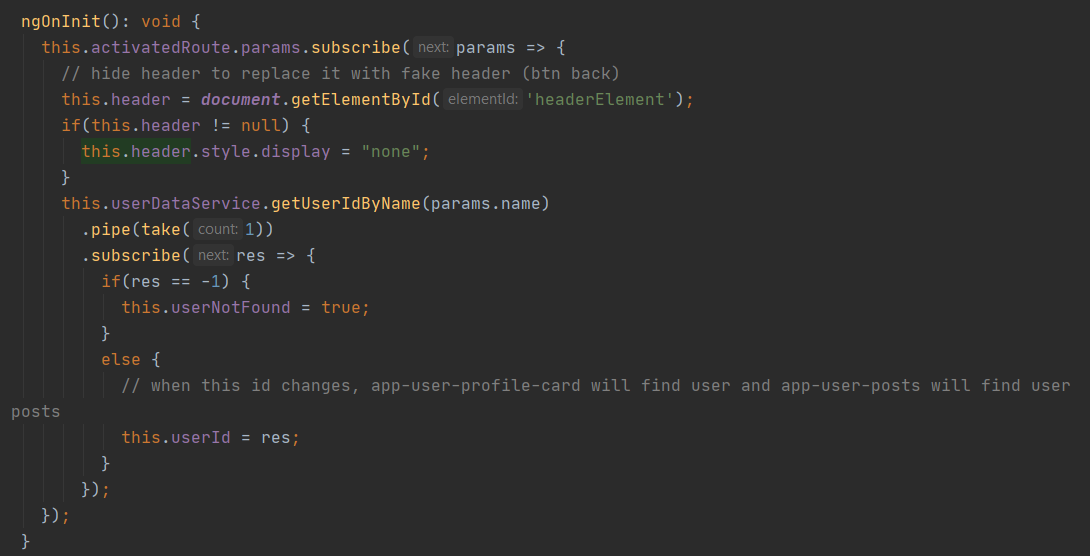 ngOnInit(): void {
this.activatedRoute.params.subscribe( next: params => {
// hide header to replace it with fake header (btn back)
this.header = document.getElementById( elementId: 'headerElement');
if(this.header != null) {
this.header.style.display = "none";
}
this.userDataService.getUserIdByName(params.name)
.pipe(take( count: 1))
.subscribe( next: res => {
if(res == -1) {
this.userNotFound = true;
}
else {
// when this id changes, app-user-profile-card will find user and app-user-posts will find user
posts
this.userId = res;
}
});
});
}